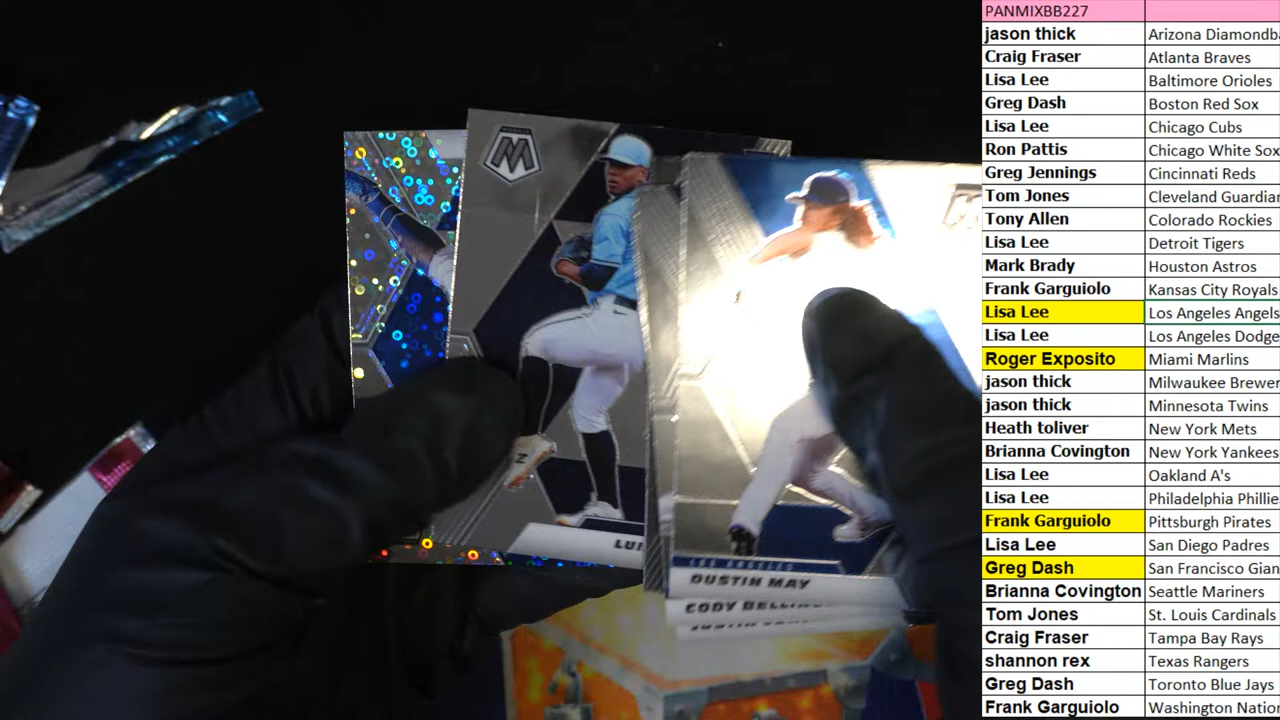 PANMIXBB227
jason thick Arizona Diamondba
Craig Fraser Atlanta Braves
Lisa Lee Baltimore Orioles
Greg Dash Boston Red Sox
Lisa Lee Chicago Cubs
Ron Pattis Chicago White Sox
Greg Jennings Cincinnati Reds
Tom Jones Cleveland Guardian
Tony Allen Colorado Rockies
Lisa Lee Detroit Tigers
Mark Brady Houston Astros
Frank Garguiolo Kansas City Royals
Lisa Lee Los Angeles Angels
Lisa Lee Los Angeles Dodge
Roger Exposito Miami Marlins
jason thick Milwaukee Brewer
jason thick Minnesota Twins
Heath toliver New York Mets
Brianna Covington New York Yankees
Lisa Lee Oakland A's
Lisa Lee Philadelphia Phillie
Frank Garguiolo Pittsburgh Pirates
Lisa Lee San Diego Padres
Greg Dash San Francisco Gian
Brianna Covington Seattle Mariners
Tom Jones St. Louis Cardinals
Craig Fraser Tampa Bay Rays
shannon rex Texas Rangers
Greg Dash Toronto Blue Jays
Frank Garguiolo Washington Natio
M
LUI
LOS ANGELES
DUSTIN MAY
CODY BELLIN
JUSTIN